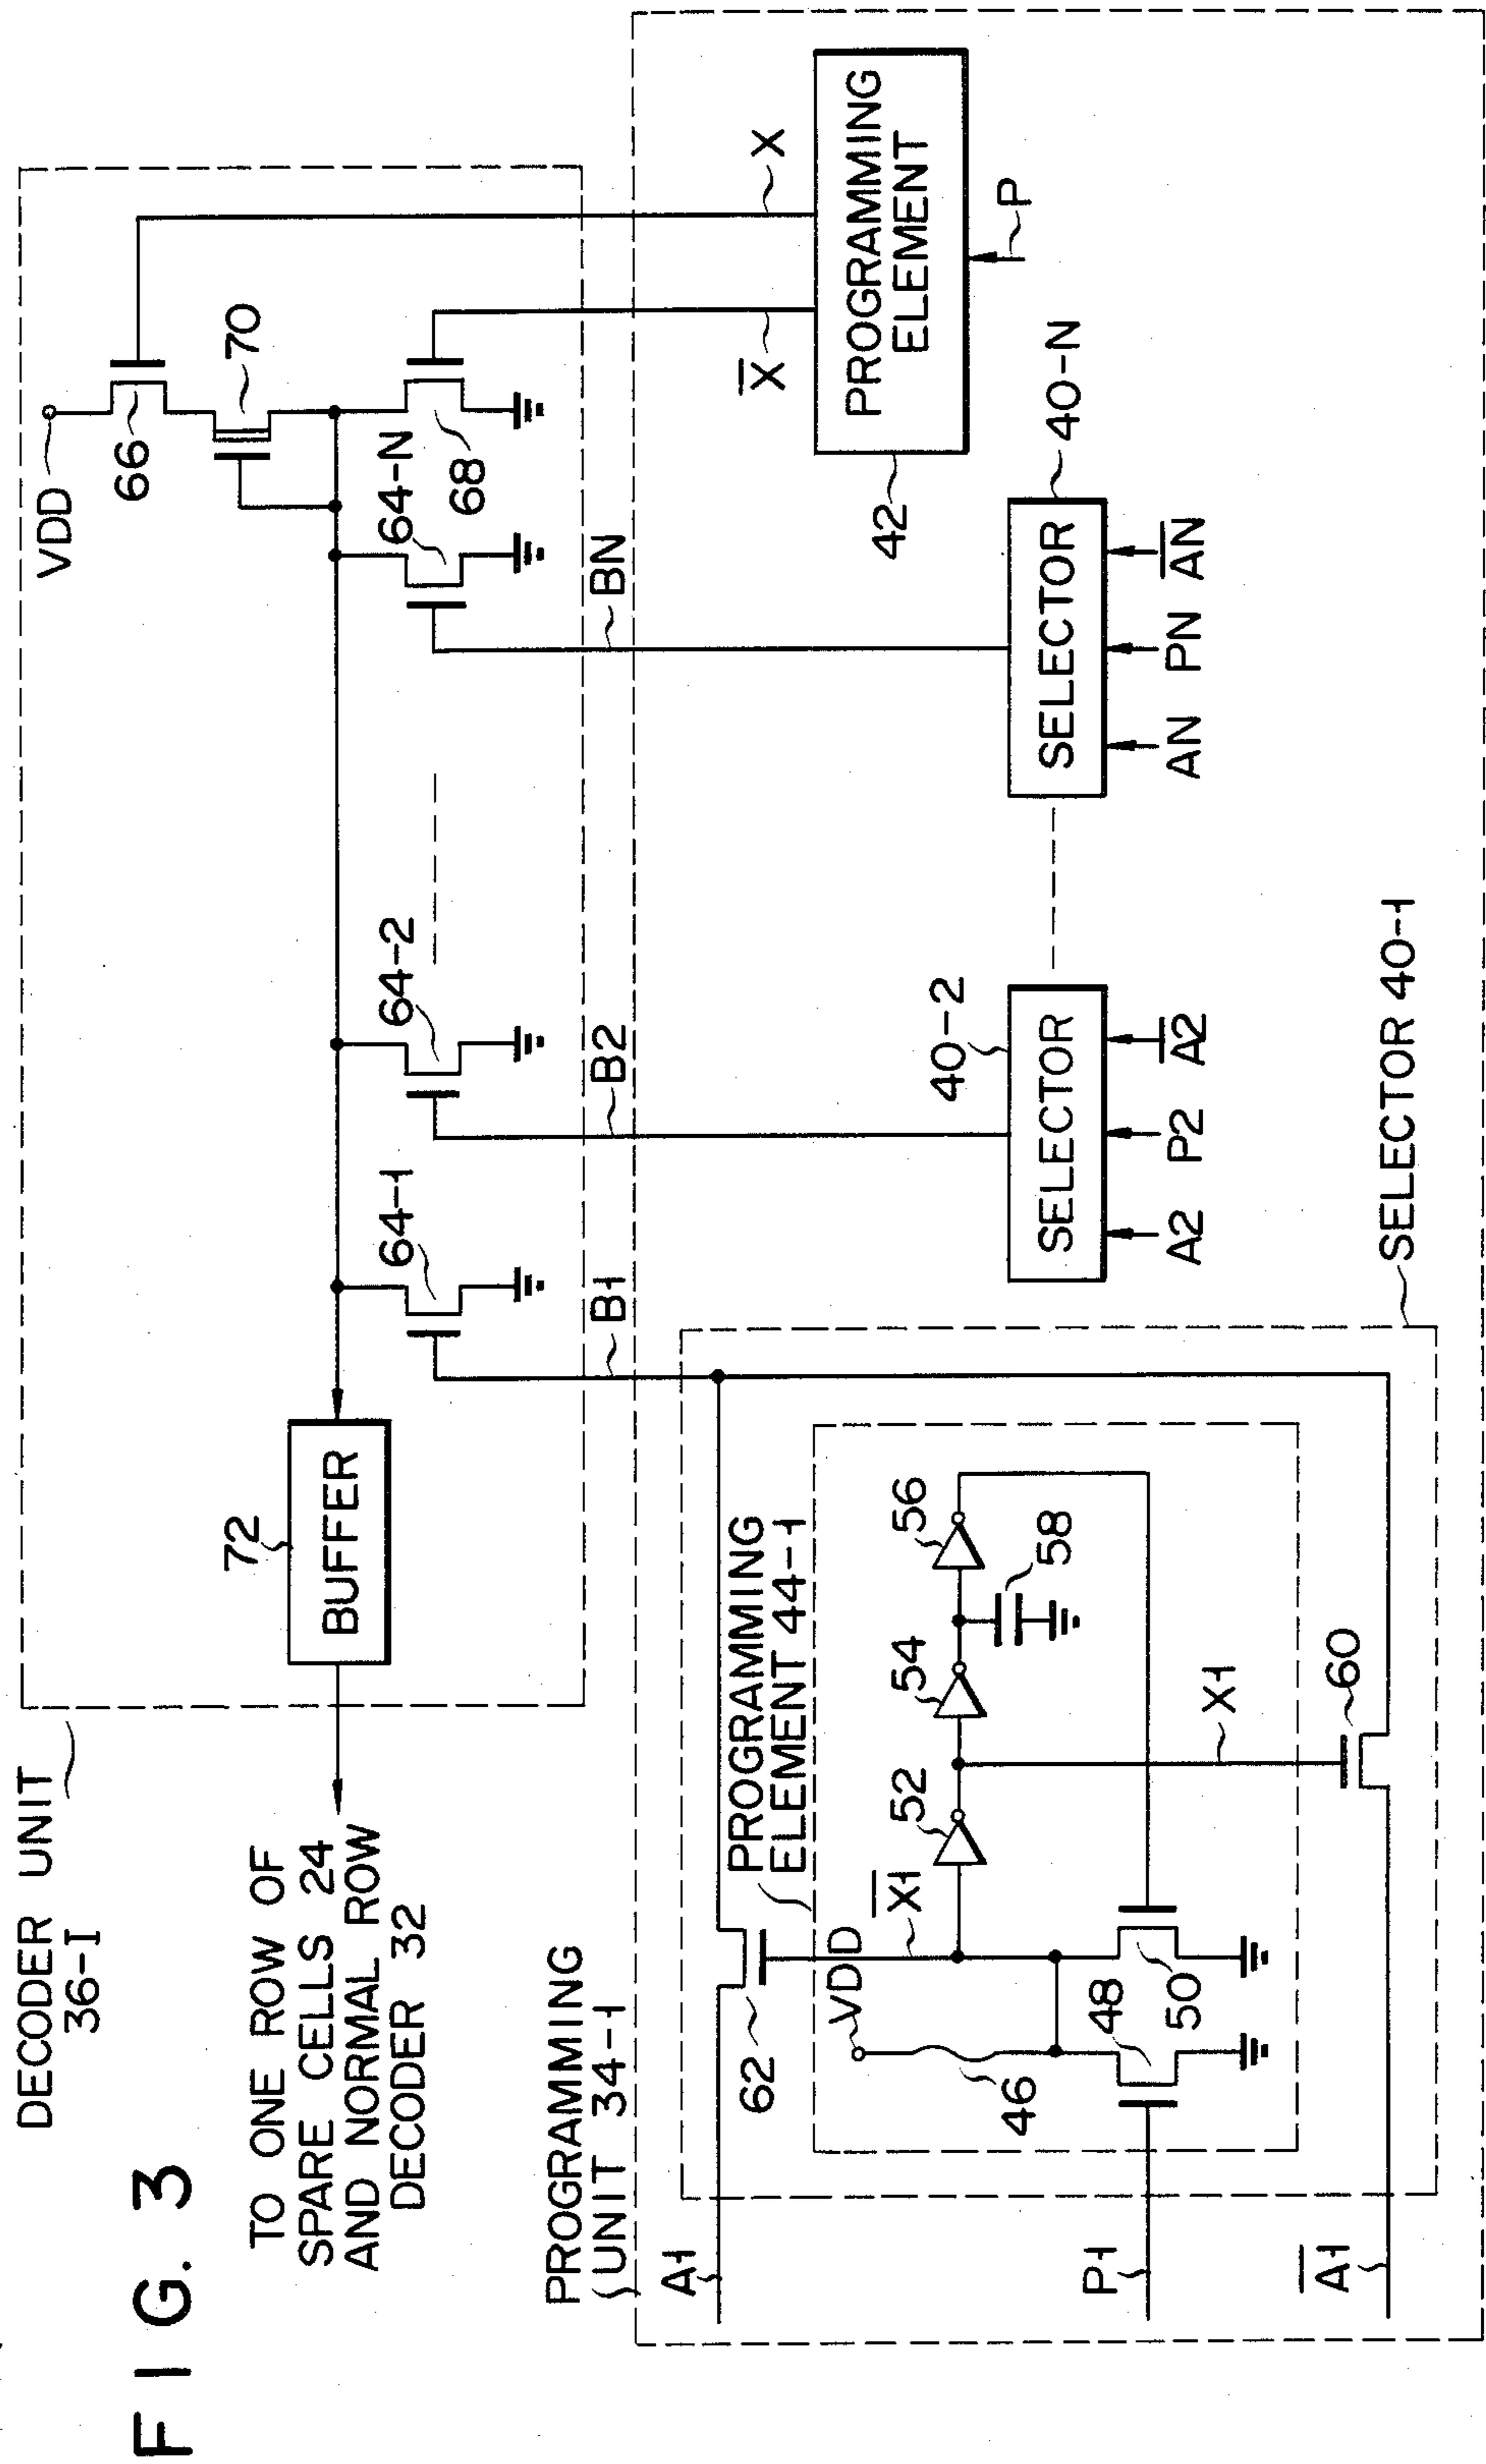 FIG. 3
DECODER UNIT
36-I
TO ONE ROW OF
SPARE CELLS 24
AND NORMAL ROW
DECODER 32
72
BUFFER
64-1
64-2
64-N
VDD
66
70
68
B1
B2
BN
X̅
X
PROGRAMMING
UNIT 34-1
A1
P1
A̅1̅
62
PROGRAMMING
ELEMENT 44-1
VDD
X̅1̅
46
48
50
52
54
56
58
X1
60
SELECTOR 40-1
40-2
SELECTOR
A2
P2
A̅2̅
40-N
SELECTOR
AN
PN
A̅N̅
42
PROGRAMMING
ELEMENT
P